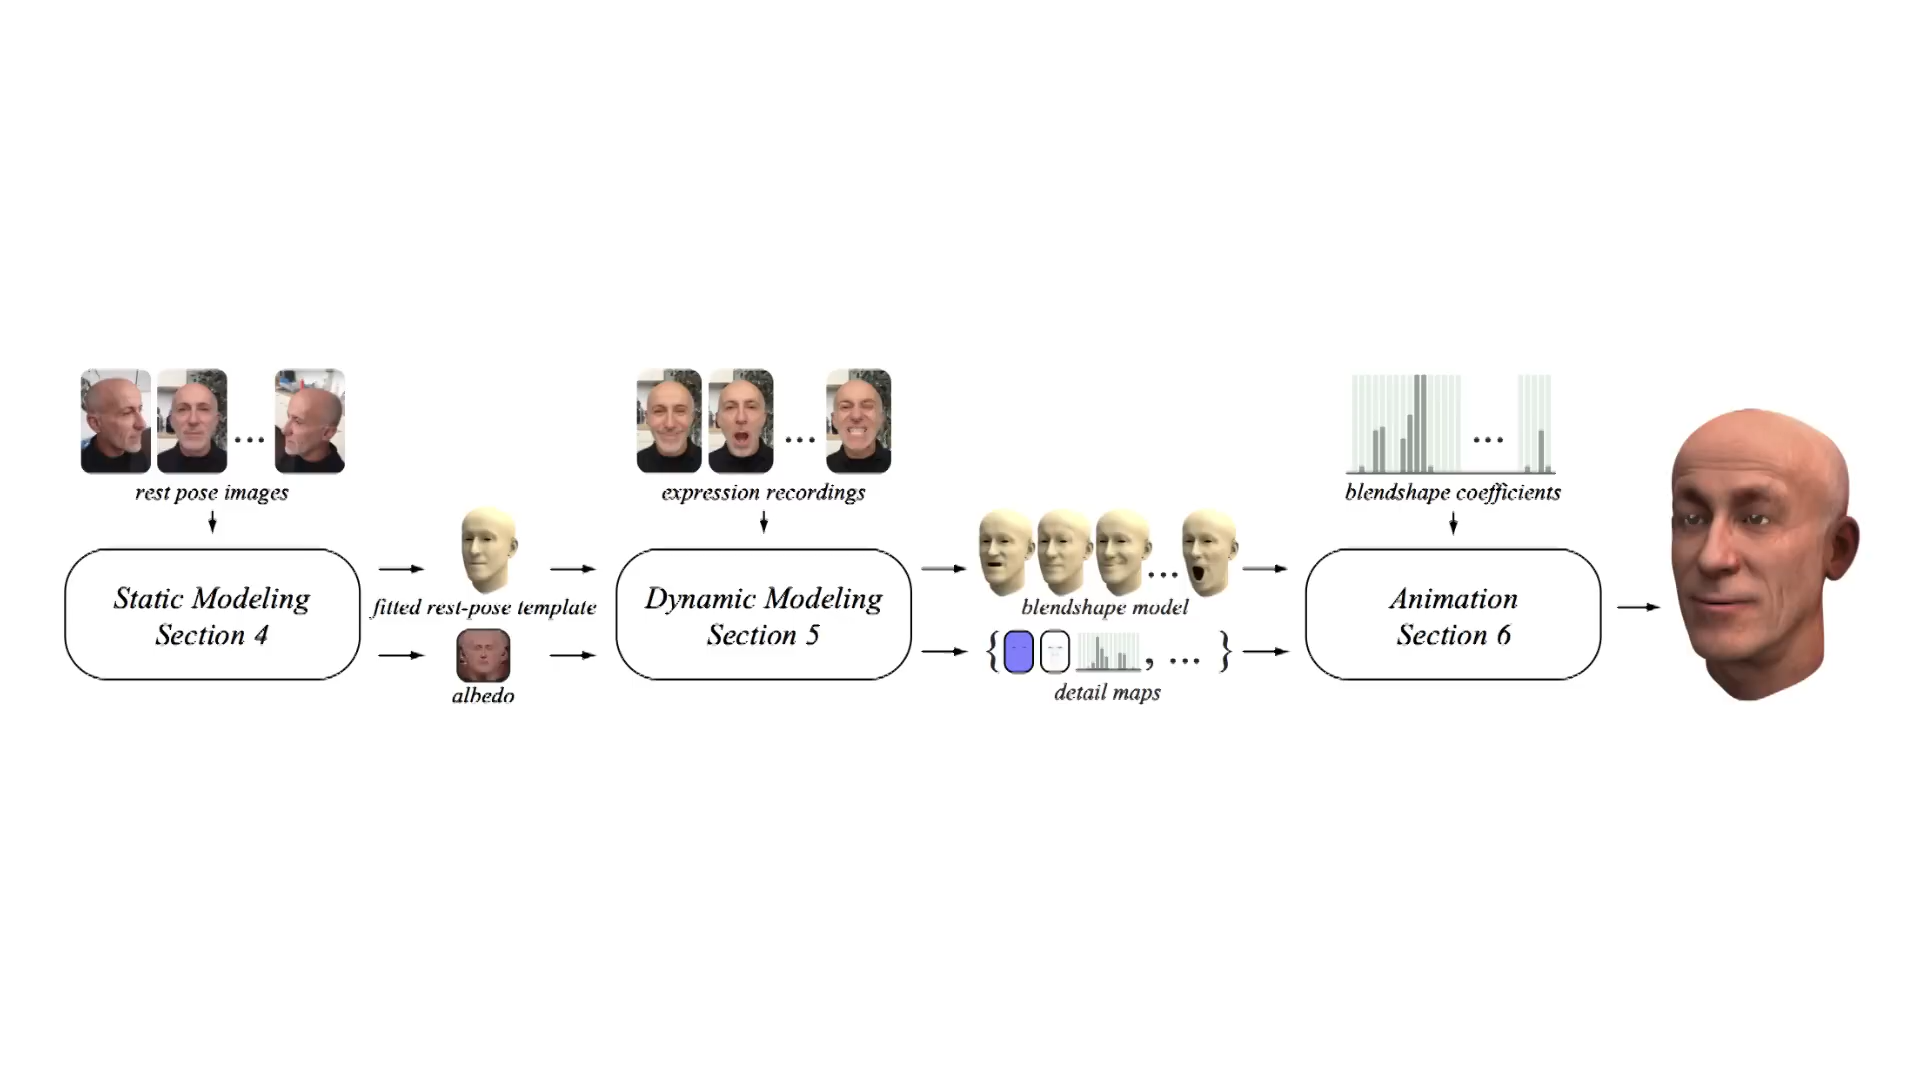 rest pose images
expression recordings
blendshape coefficients
Static Modeling
Section 4
fitted rest-pose template
albedo
Dynamic Modeling
Section 5
blendshape model
{ , ... }
detail maps
Animation
Section 6